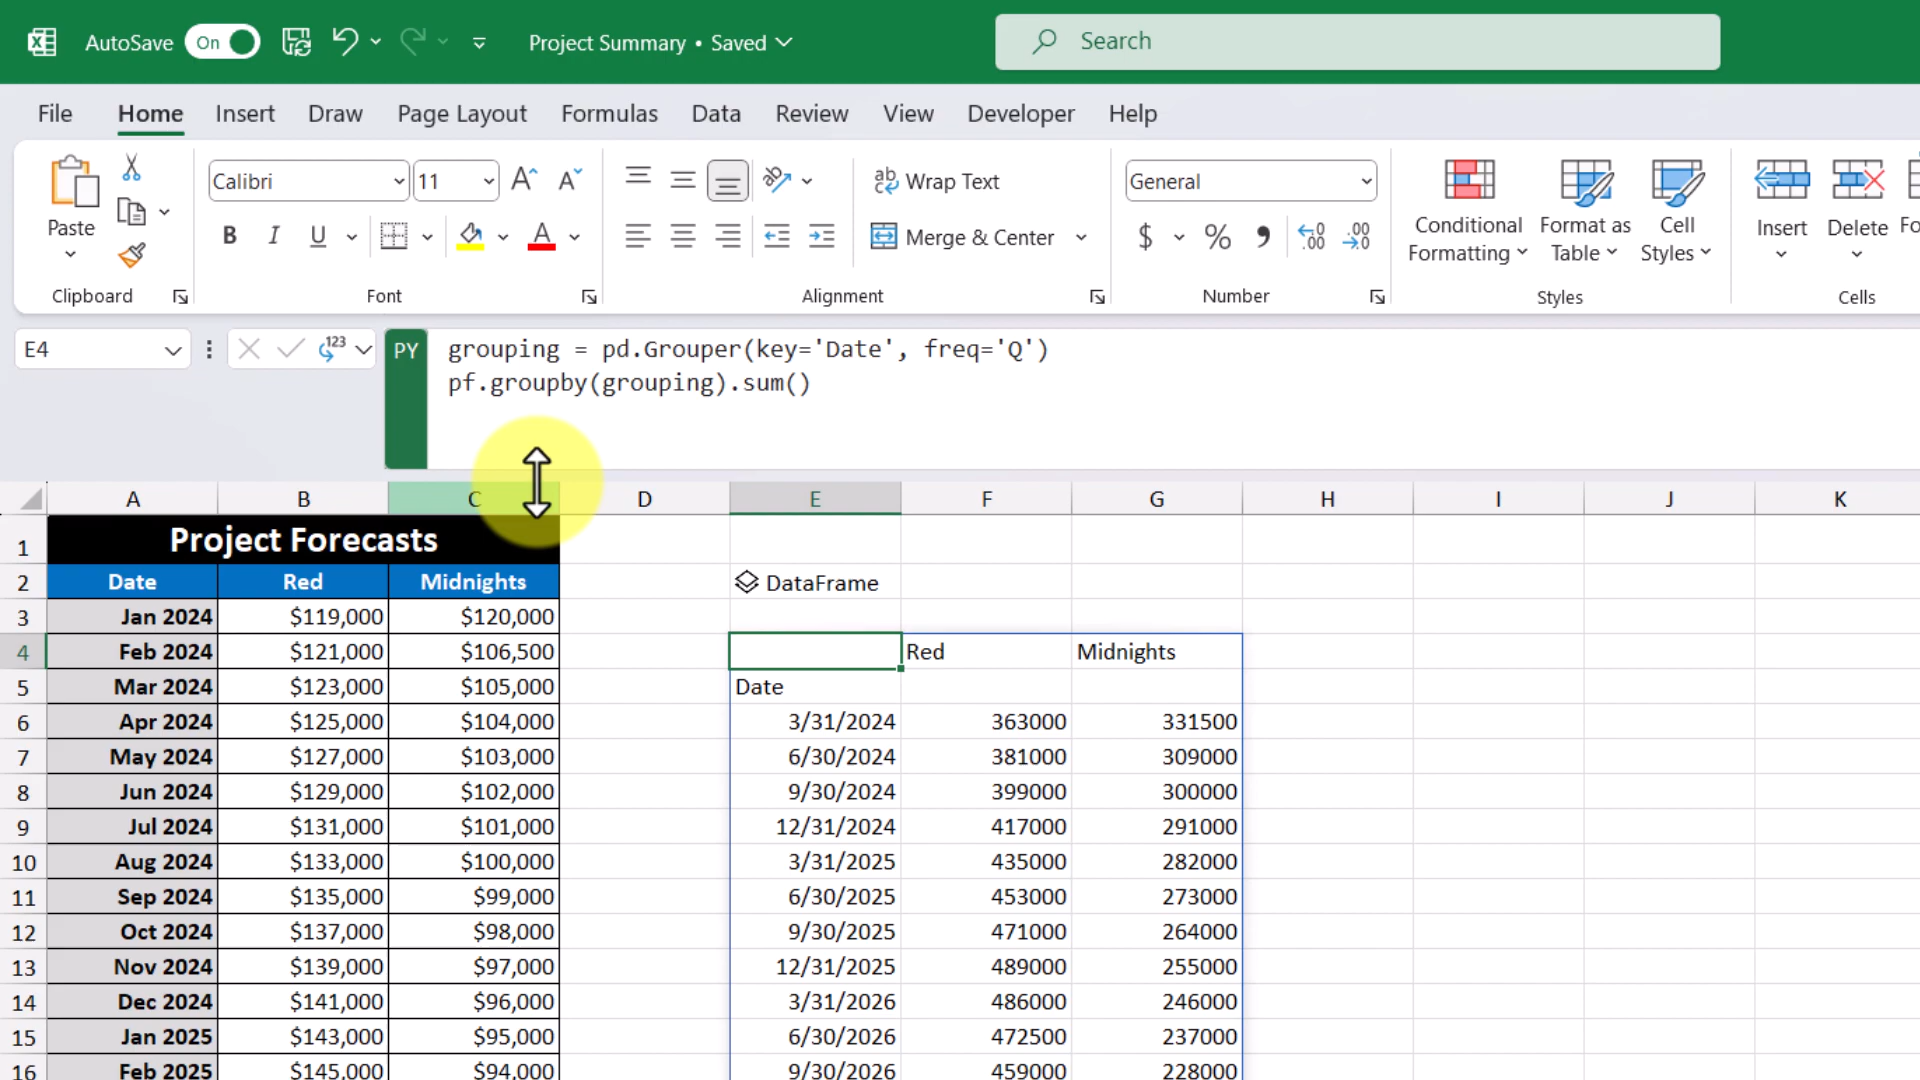 AutoSave On Project Summary • Saved Search
File Home Insert Draw Page Layout Formulas Data Review View Developer Help
Paste
Clipboard
Calibri 11
B I U A
Font
Wrap Text
Merge & Center
Alignment
General
$ % 9 .00 .00
Number
Conditional Formatting
Format as Table
Cell Styles
Styles
Insert Delete
Cells
E4
123
PY
grouping = pd.Grouper(key='Date', freq='Q')
pf.groupby(grouping).sum()
A B C D E F G H I J K
1 Project Forecasts
2 Date Red Midnights DataFrame
3 Jan 2024 $119,000 $120,000
4 Feb 2024 $121,000 $106,500 Red Midnights
5 Mar 2024 $123,000 $105,000 Date
6 Apr 2024 $125,000 $104,000 3/31/2024 363000 331500
7 May 2024 $127,000 $103,000 6/30/2024 381000 309000
8 Jun 2024 $129,000 $102,000 9/30/2024 399000 300000
9 Jul 2024 $131,000 $101,000 12/31/2024 417000 291000
10 Aug 2024 $133,000 $100,000 3/31/2025 435000 282000
11 Sep 2024 $135,000 $99,000 6/30/2025 453000 273000
12 Oct 2024 $137,000 $98,000 9/30/2025 471000 264000
13 Nov 2024 $139,000 $97,000 12/31/2025 489000 255000
14 Dec 2024 $141,000 $96,000 3/31/2026 486000 246000
15 Jan 2025 $143,000 $95,000 6/30/2026 472500 237000
16 Feb 2025 $145,000 $94,000 9/30/2026 459000 228000